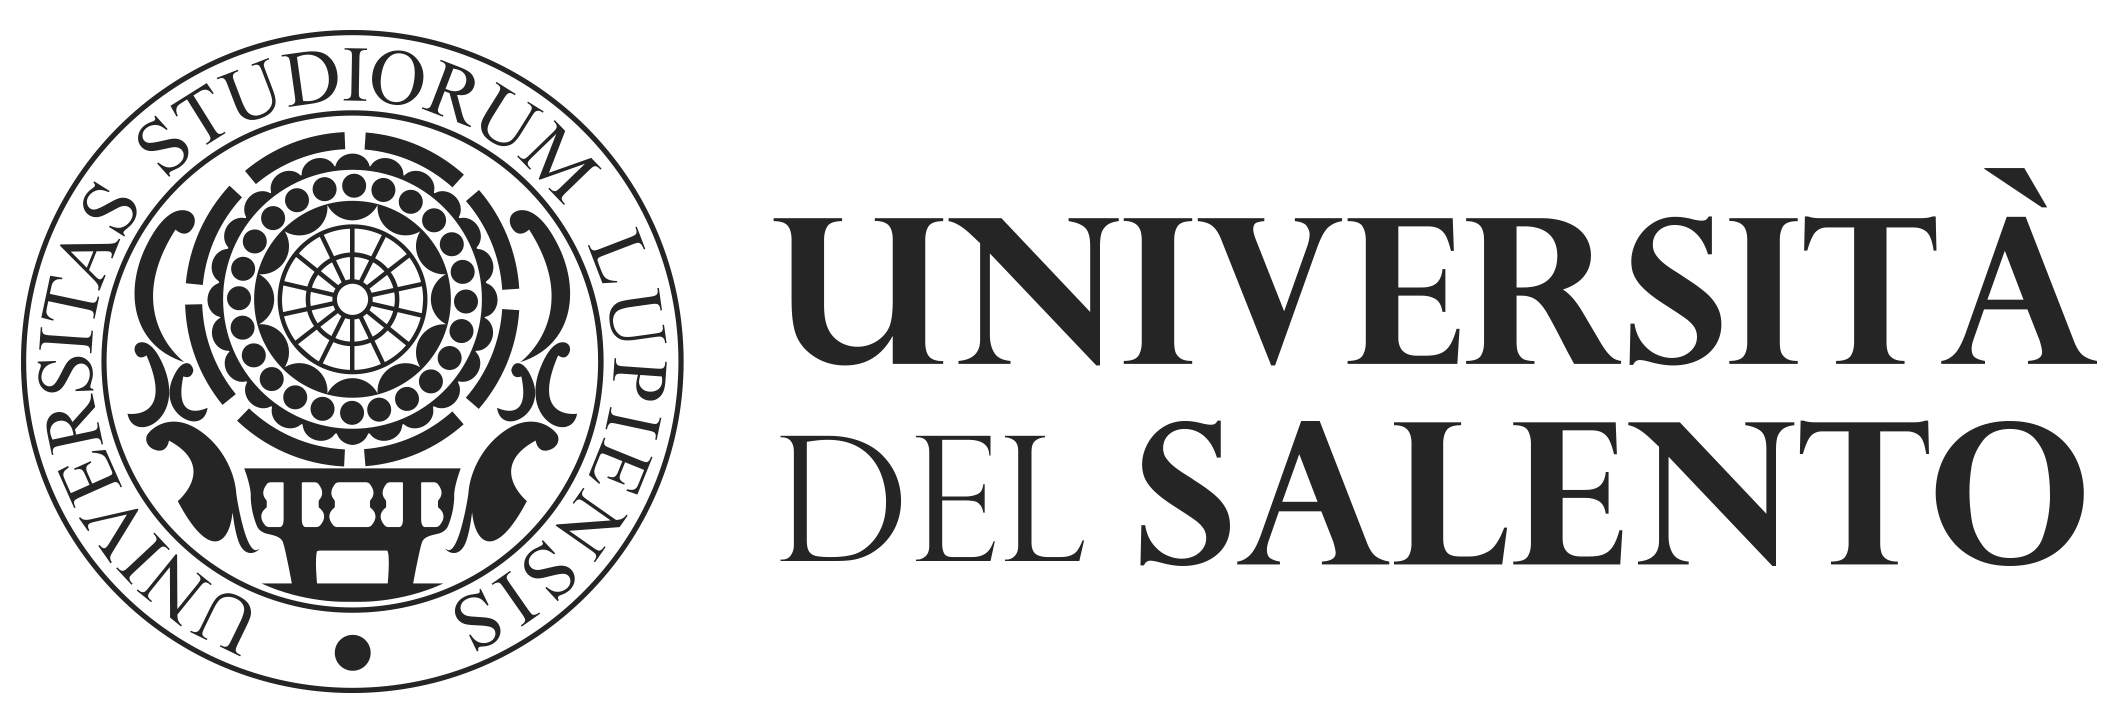 UNIVERSITAS STUDIORUM LUPIENSIS
UNIVERSITÀ
DEL SALENTO